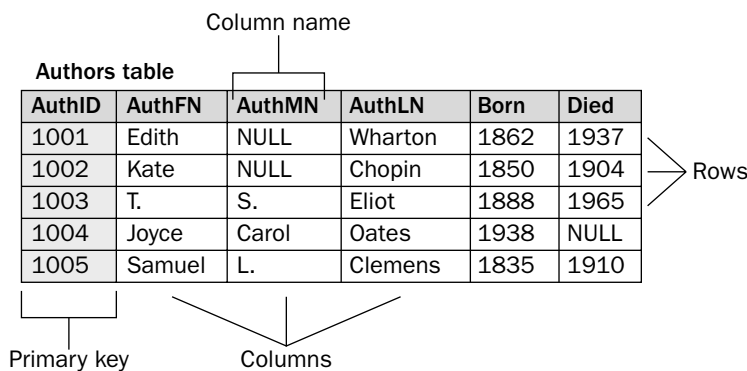 Column name
Authors table
AuthID AuthFN AuthMN AuthLN Born Died
1001 Edith NULL Wharton 1862 1937
1002 Kate NULL Chopin 1850 1904
1003 T. S. Eliot 1888 1965
1004 Joyce Carol Oates 1938 NULL
1005 Samuel L. Clemens 1835 1910
Rows
Primary key Columns